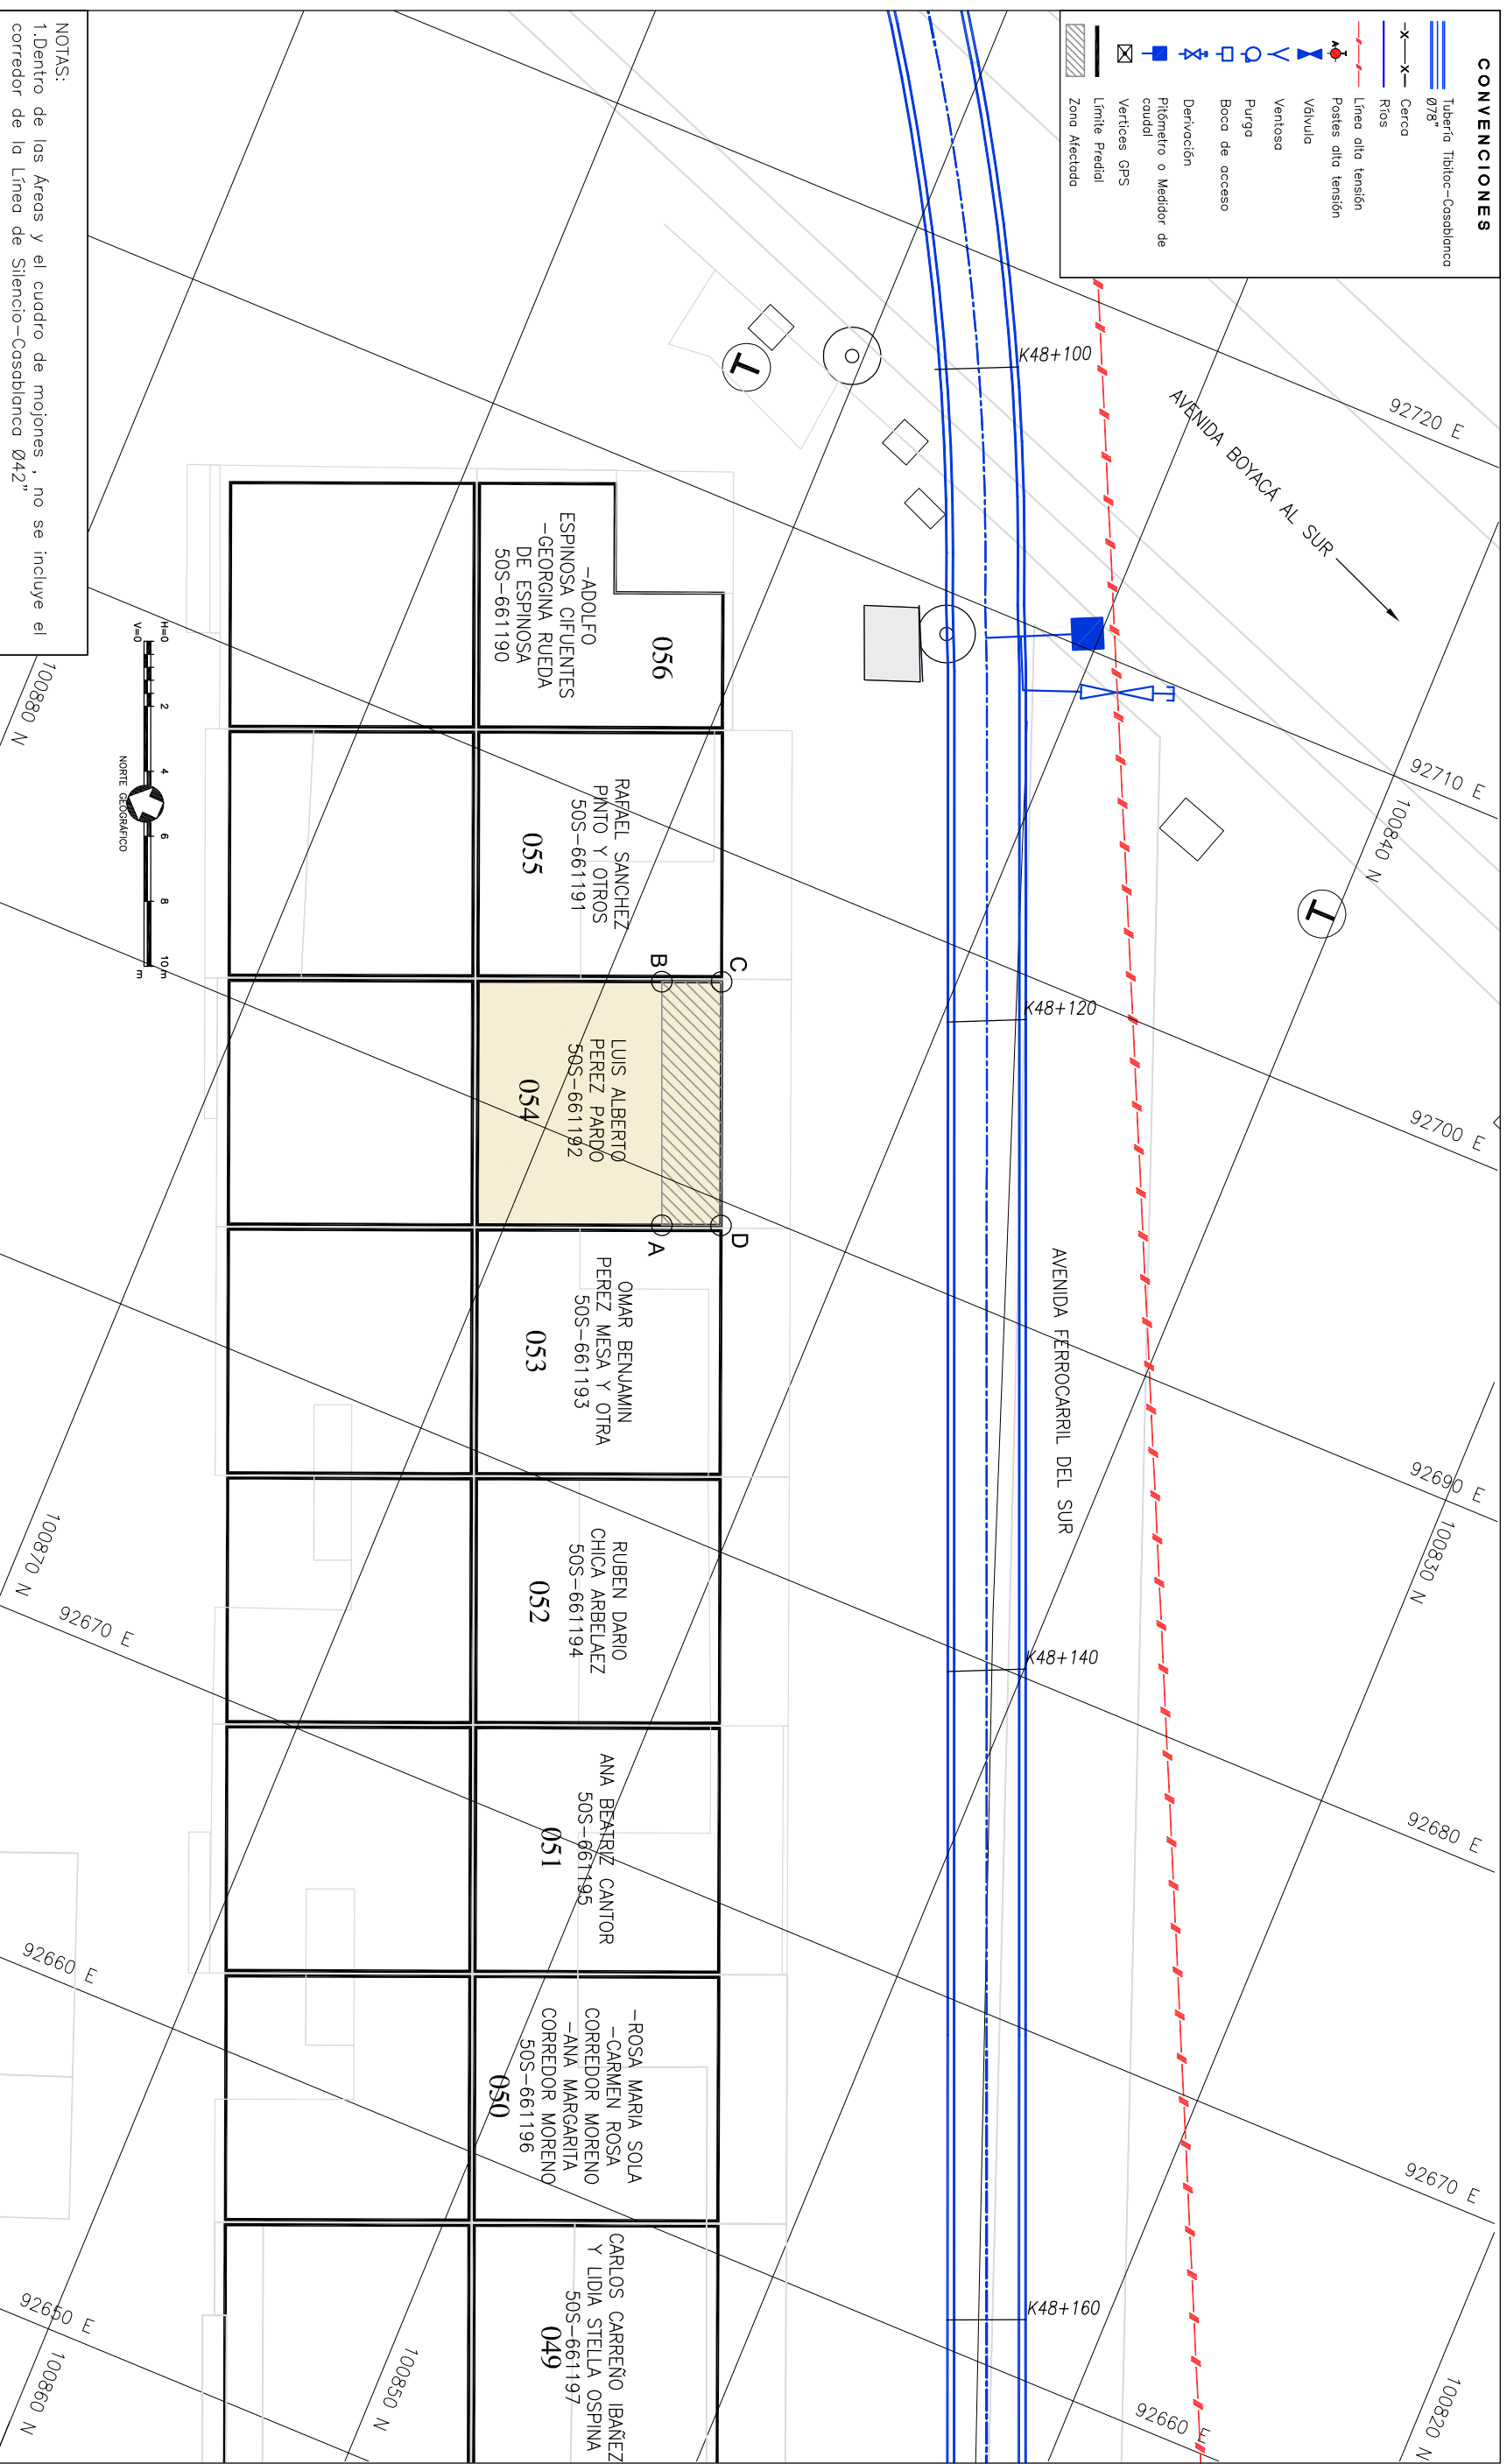 CONVENCIONES
Tubería Tibitoc-Casablanca
Ø78"
Cerca
Ríos
Línea alta tensión
Postes alta tensión
Válvula
Ventosa
Purga
Boca de acceso
Derivación
Pitómetro o Medidor de
caudal
Vertices GPS
Límite Predial
Zona Afectada
92720 E
92710 E
92700 E
92690 E
92680 E
92670 E
92660 E
100840 N
100830 N
100820 N
AVENIDA BOYACÁ AL SUR
AVENIDA FERROCARRIL DEL SUR
K48+100
K48+120
K48+140
K48+160
T
T
056
-ADOLFO
ESPINOSA CIFUENTES
-GEORGINA RUEDA
DE ESPINOSA
50S-661190
RAFAEL SANCHEZ
PINTO Y OTROS
50S-661191
055
C
B
D
A
LUIS ALBERTO
PEREZ PARDO
50S-661192
054
OMAR BENJAMIN
PEREZ MESA Y OTRA
50S-661193
053
RUBEN DARIO
CHICA ARBELAEZ
50S-661194
052
ANA BEATRIZ CANTOR
50S-661195
051
-ROSA MARIA SOLA
-CARMEN ROSA
CORREDOR MORENO
-ANA MARGARITA
CORREDOR MORENO
50S-661196
050
CARLOS CARREÑO IBAÑEZ
Y LIDIA STELLA OSPINA
50S-661197
049
H=0 2 4 6 8 10 m
V=0 m
NORTE GEOGRÁFICO
100880 N
100870 N
100860 N
100850 N
92670 E
92660 E
92650 E
NOTAS:
1.Dentro de las Áreas y el cuadro de mojones , no se incluye el
corredor de la Línea de Silencio-Casablanca Ø42"